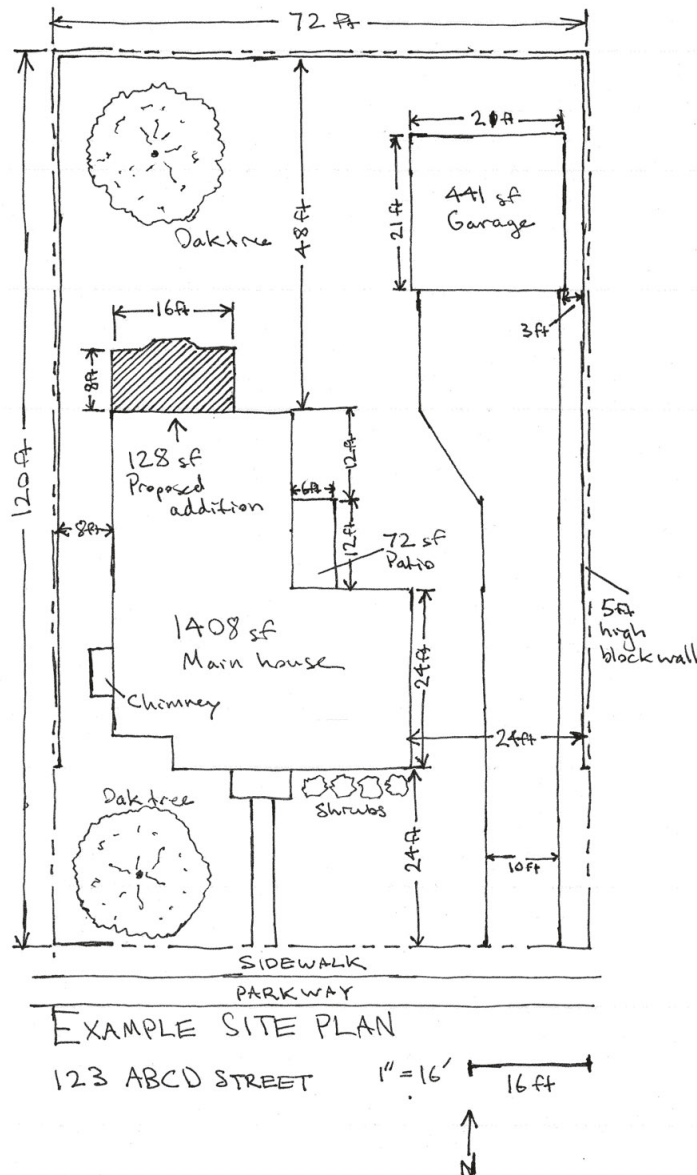 72 ft
21 ft
441 sf
Garage
21 ft
48 ft
Oak tree
3 ft
16 ft
8 ft
128 sf
Proposed
addition
120 ft
12 ft
6 ft
12 ft
8 ft
72 sf
Patio
1408 sf
Main house
5 ft
high
block wall
24 ft
Chimney
24 ft
Oak tree
Shrubs
24 ft
10 ft
SIDEWALK
PARKWAY
EXAMPLE SITE PLAN
123 ABCD STREET
1" = 16'
16 ft
N